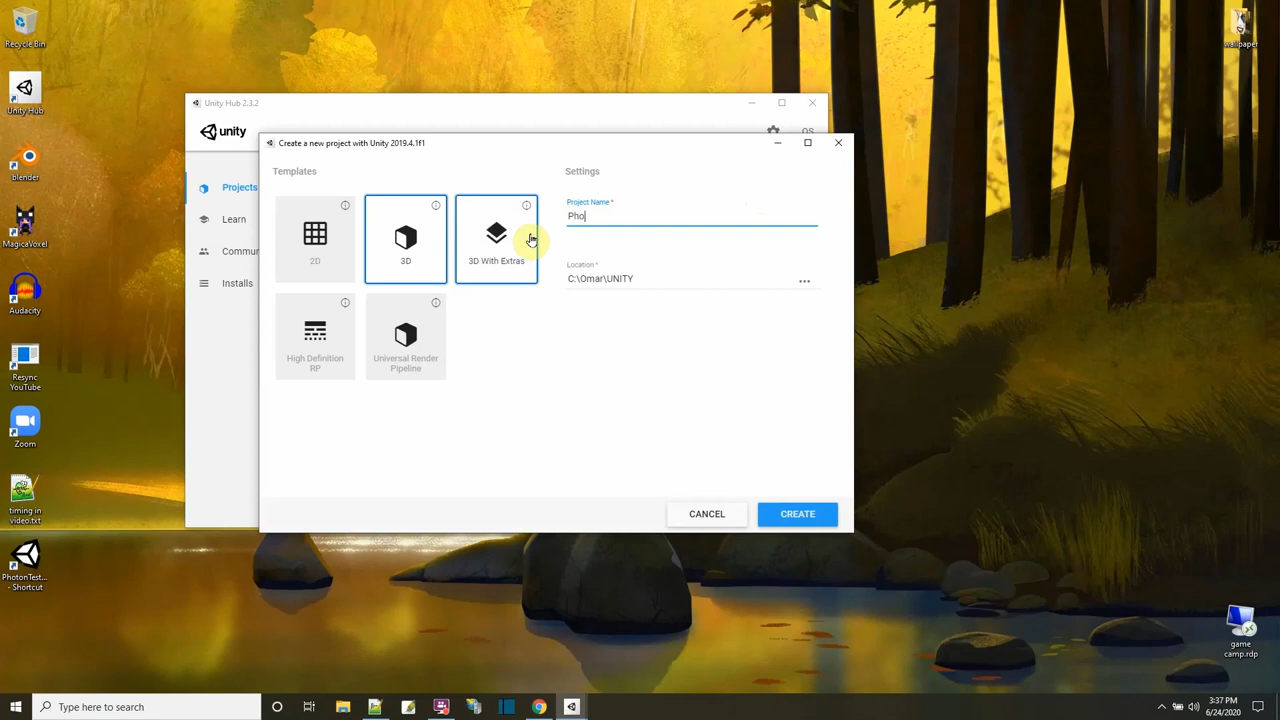 Recycle Bin
Unity Hub
blender
MagicaVoxel
Audacity
Resync
YouTube
Zoom
timing in
video.txt
PhotonTest...
- Shortcut
wallpaper
game
camp.rdp
Unity Hub 2.3.2
unity
OS
Projects
Learn
Commun
Installs
Create a new project with Unity 2019.4.1f1
Templates
2D
3D
3D With Extras
High Definition
RP
Universal Render
Pipeline
Settings
Project Name *
Pho
Location *
C:\Omar\UNITY
CANCEL
CREATE
Type here to search
3:37 PM
6/24/2020